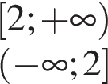 [2; +∞)
(−∞; 2]